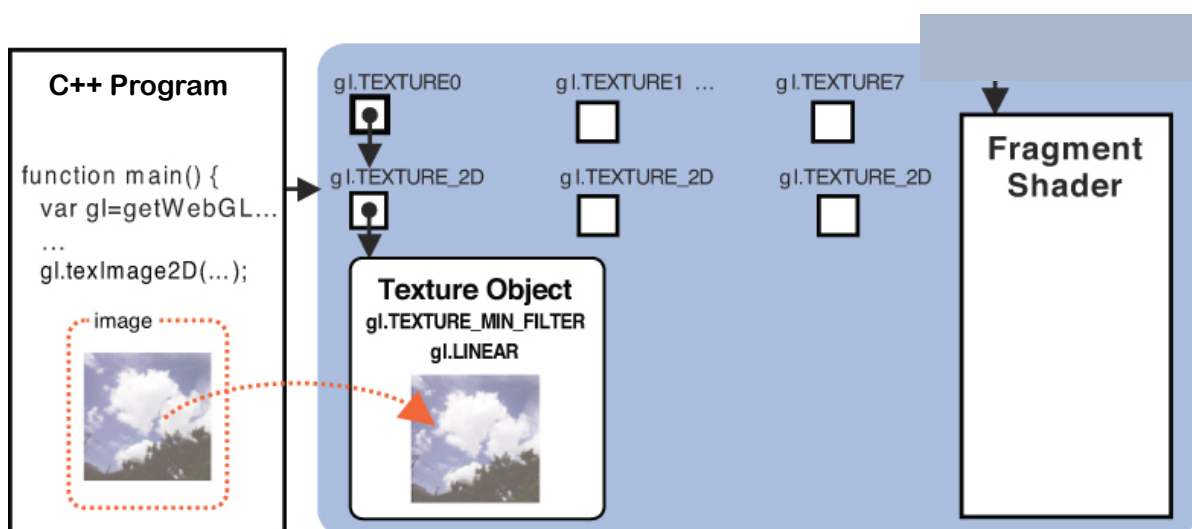 C++ Program
function main() {
var gl=getWebGL...
...
gl.texImage2D(...);
image
gl.TEXTURE0
gl.TEXTURE1 ...
gl.TEXTURE7
gl.TEXTURE_2D
gl.TEXTURE_2D
gl.TEXTURE_2D
Texture Object
gl.TEXTURE_MIN_FILTER
gl.LINEAR
Fragment
Shader